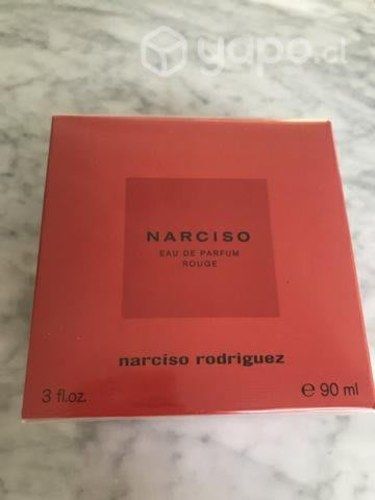 yapo.cl
NARCISO
EAU DE PARFUM
ROUGE
narciso rodriguez
3 fl.oz. ℮ 90 ml